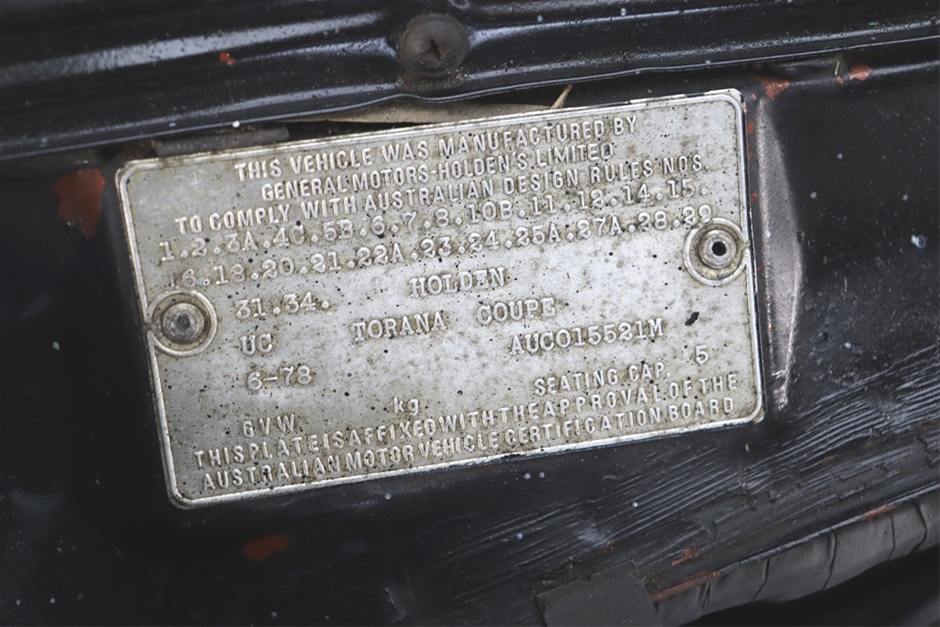 THIS VEHICLE WAS MANUFACTURED BY
GENERAL-MOTORS-HOLDEN'S LIMITED
TO COMPLY WITH AUSTRALIAN DESIGN RULES NO'S
1.2.3A.4C.5B.6.7.8.10B.11.12.14.15.
16.18.20.21.22A.23.24.25A.27A.28.29
31.34. HOLDEN
UC TORANA COUPE
6-78 AUC015521M
SEATING CAP. 5
GVW kg
THIS PLATE IS AFFIXED WITH THE APPROVAL OF THE
AUSTRALIAN MOTOR VEHICLE CERTIFICATION BOARD